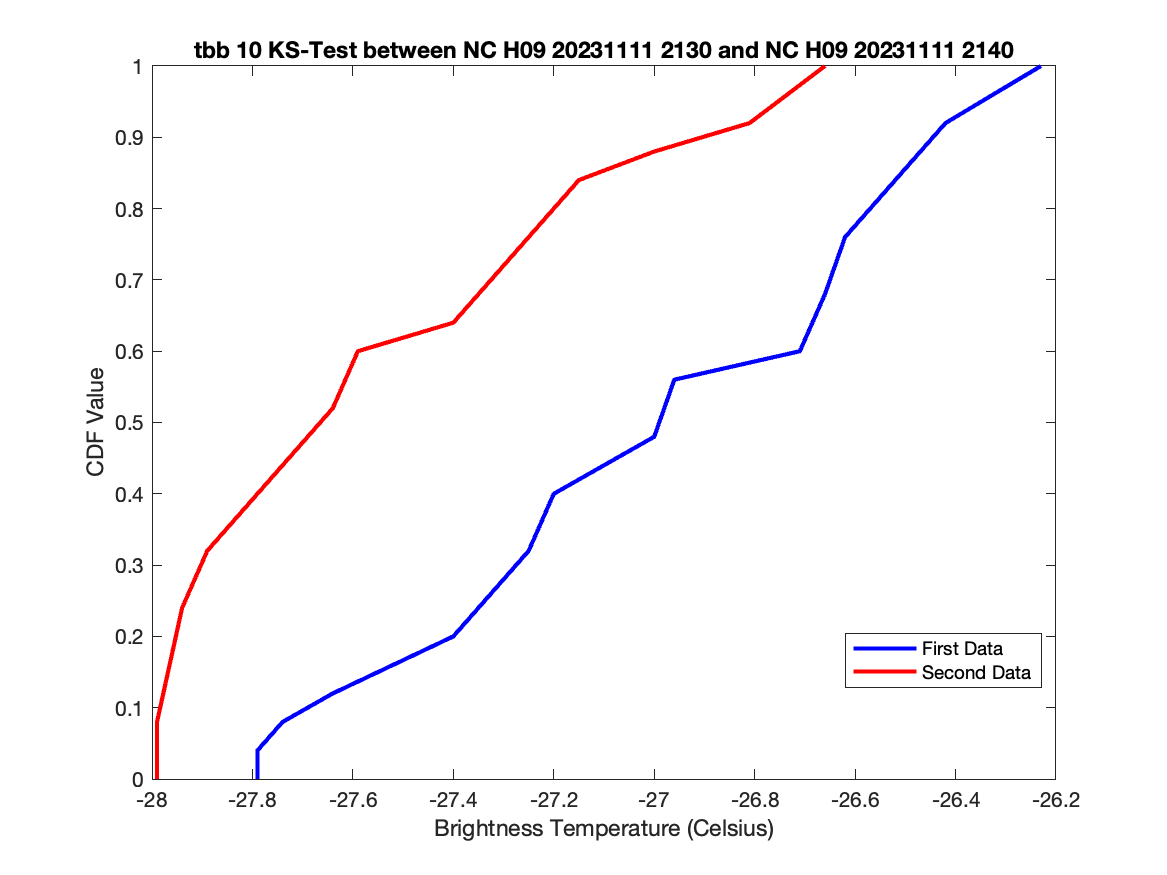 tbb 10 KS-Test between NC H09 20231111 2130 and NC H09 20231111 2140
1
0.9
0.8
0.7
0.6
0.5
0.4
0.3
0.2
0.1
0
CDF Value
First Data
Second Data
-28 -27.8 -27.6 -27.4 -27.2 -27 -26.8 -26.6 -26.4 -26.2
Brightness Temperature (Celsius)